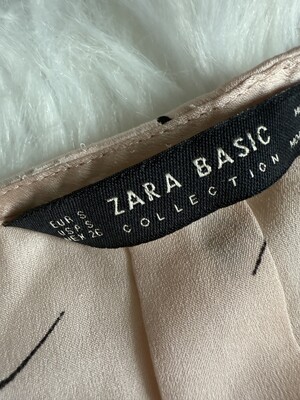 ZARA BASIC
COLLECTION
EUR S
USA S
MEX 26